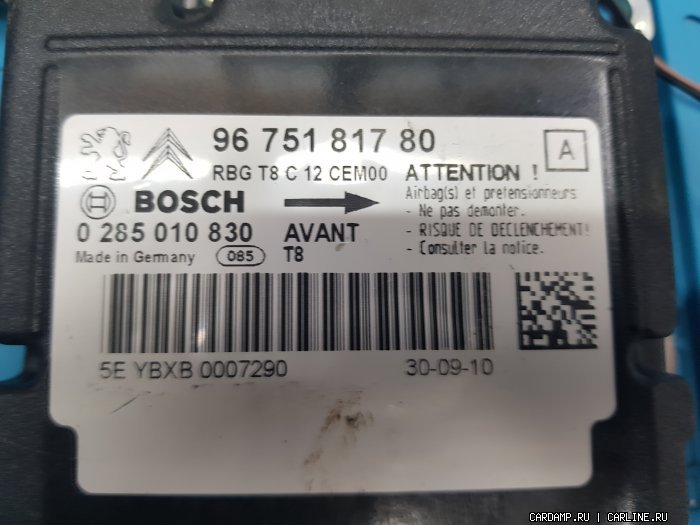 96 751 817 80
A
RBG T8 C 12 CEM00
ATTENTION !
Airbag(s) et pretensionneurs
- Ne pas demonter.
- RISQUE DE DECLENCHEMENT!
- Consulter la notice.
BOSCH
0 285 010 830
AVANT
Made in Germany
085
T8
5E YBXB 0007290
30-09-10
CARDAMP.RU | CARLINE.RU